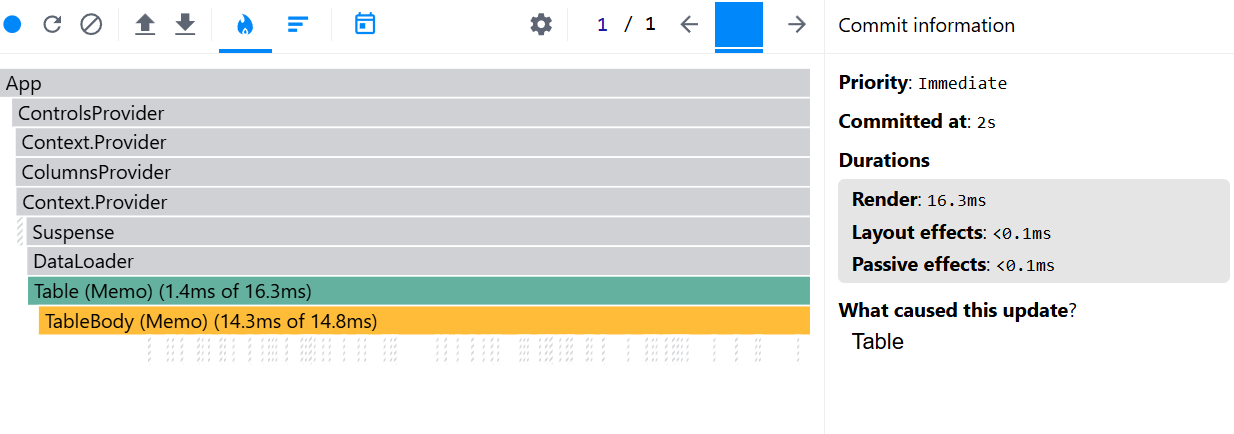 1 / 1
Commit information
App
ControlsProvider
Context.Provider
ColumnsProvider
Context.Provider
Suspense
DataLoader
Table (Memo) (1.4ms of 16.3ms)
TableBody (Memo) (14.3ms of 14.8ms)
Priority: Immediate
Committed at: 2s
Durations
Render: 16.3ms
Layout effects: <0.1ms
Passive effects: <0.1ms
What caused this update?
Table